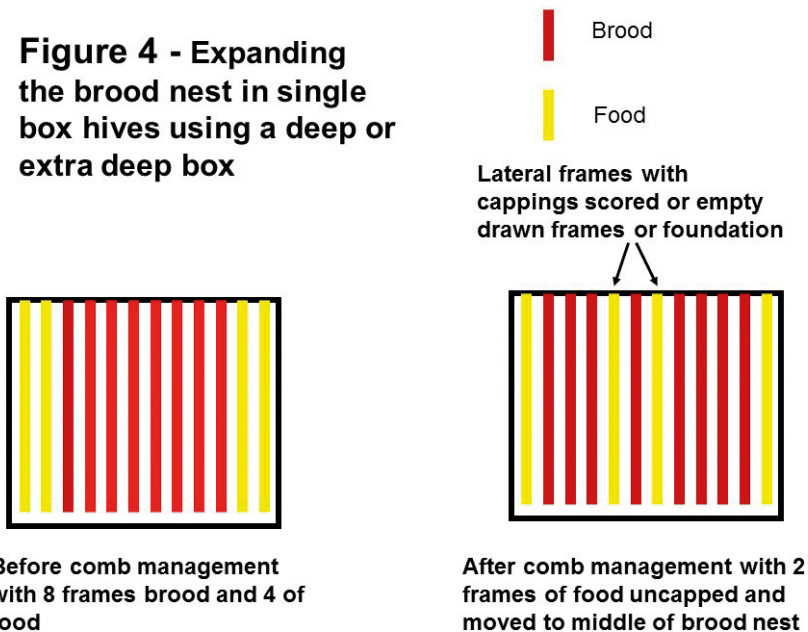 Figure 4 - Expanding
the brood nest in single
box hives using a deep or
extra deep box
Brood
Food
Lateral frames with
cappings scored or empty
drawn frames or foundation
Before comb management
with 8 frames brood and 4 of
food
After comb management with 2
frames of food uncapped and
moved to middle of brood nest